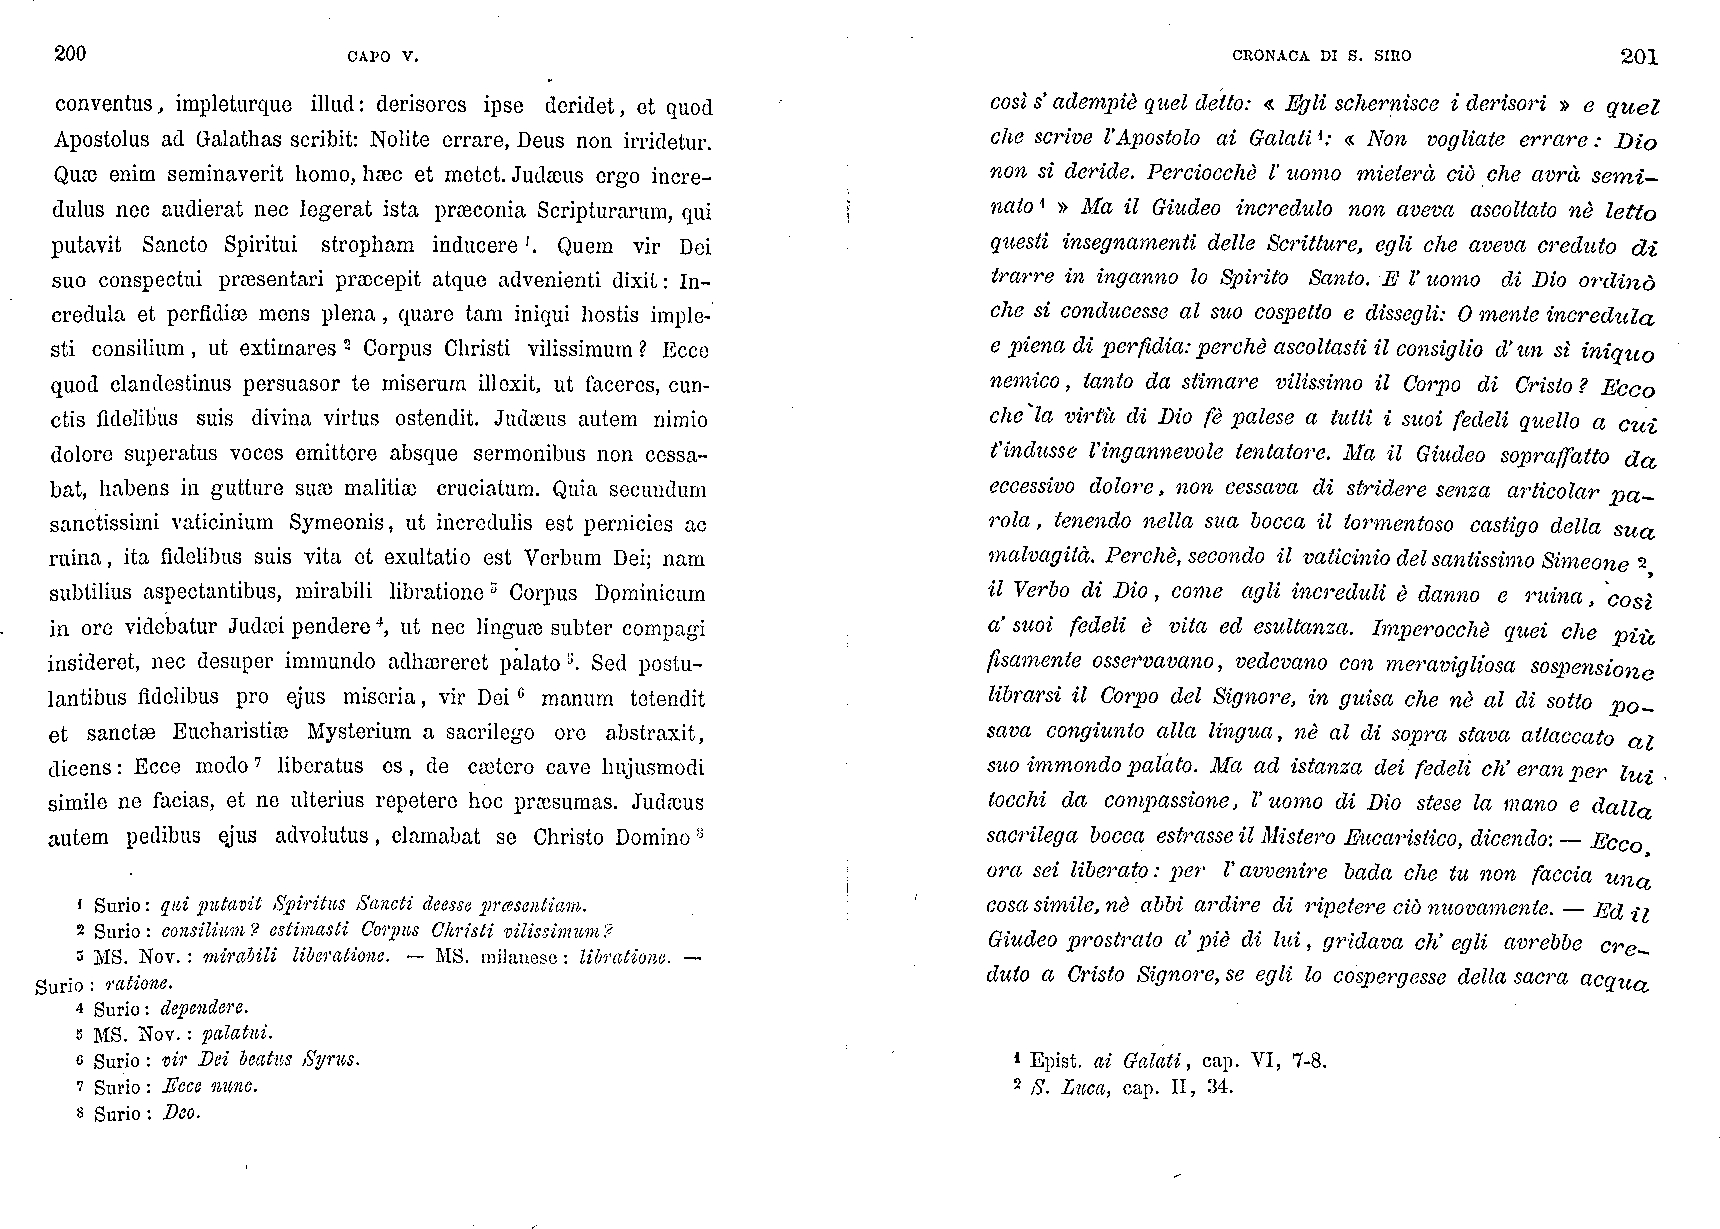 200
CAPO V.
conventus, impleturque illud: derisores ipse deridet, et quod
Apostolus ad Galathas scribit: Nolite errare, Deus non irridetur.
Quæ enim seminaverit homo, hæc et metet. Judæus ergo incre-
dulus nec audierat nec legerat ista præconia Scripturarum, qui
putavit Sancto Spiritui stropham inducere ¹. Quem vir Dei
suo conspectui præsentari præcepit atque advenienti dixit: In-
credula et perfidiæ mens plena, quare tam iniqui hostis imple-
sti consilium, ut extimares ² Corpus Christi vilissimum? Ecce
quod clandestinus persuasor te miserum illexit, ut faceres, cun-
ctis fidelibus suis divina virtus ostendit. Judæus autem nimio
dolore superatus voces emittere absque sermonibus non cessa-
bat, habens in gutture suæ malitiæ cruciatum. Quia secundum
sanctissimi vaticinium Symeonis, ut incredulis est pernicies ac
ruina, ita fidelibus suis vita et exultatio est Verbum Dei; nam
subtilius aspectantibus, mirabili libratione ³ Corpus Dominicum
in ore videbatur Judæi pendere ⁴, ut nec linguæ subter compagi
insideret, nec desuper immundo adhæreret palato ⁵. Sed postu-
lantibus fidelibus pro ejus miseria, vir Dei ⁶ manum tetendit
et sanctæ Eucharistiæ Mysterium a sacrilego ore abstraxit,
dicens: Ecce modo ⁷ liberatus es, de cætero cave hujusmodi
simile ne facias, et ne ulterius repetere hoc præsumas. Judæus
autem pedibus ejus advolutus, clamabat se Christo Domino ⁸
1 Surio: qui putavit Spiritus Sancti deesse præsentiam.
2 Surio: consilium? estimasti Corpus Christi vilissimum?
3 MS. Nov.: mirabili liberatione. — MS. milanese: libratione. —
Surio: ratione.
4 Surio: dependere.
5 MS. Nov.: palatui.
6 Surio: vir Dei beatus Syrus.
7 Surio: Ecce nunc.
8 Surio: Deo.
CRONACA DI S. SIRO
201
così s' adempiè quel detto: « Egli schernisce i derisori » e quel
che scrive l'Apostolo ai Galati ¹: « Non vogliate errare: Dio
non si deride. Perciocchè l' uomo mieterà ciò che avrà semi-
nato ¹ » Ma il Giudeo incredulo non aveva ascoltato nè letto
questi insegnamenti delle Scritture, egli che aveva creduto di
trarre in inganno lo Spirito Santo. E l' uomo di Dio ordinò
che si conducesse al suo cospetto e dissegli: O mente incredula
e piena di perfidia: perchè ascoltasti il consiglio d' un sì iniquo
nemico, tanto da stimare vilissimo il Corpo di Cristo? Ecco
che la virtù di Dio fè palese a tutti i suoi fedeli quello a cui
t'indusse l'ingannevole tentatore. Ma il Giudeo sopraffatto da
eccessivo dolore, non cessava di stridere senza articolar pa-
rola, tenendo nella sua bocca il tormentoso castigo della sua
malvagità. Perchè, secondo il vaticinio del santissimo Simeone ²,
il Verbo di Dio, come agli increduli è danno e ruina, così
a' suoi fedeli è vita ed esultanza. Imperocchè quei che più
fisamente osservavano, vedevano con meravigliosa sospensione
librarsi il Corpo del Signore, in guisa che nè al di sotto po-
sava congiunto alla lingua, nè al di sopra stava attaccato al
suo immondo palato. Ma ad istanza dei fedeli ch' eran per lui
tocchi da compassione, l' uomo di Dio stese la mano e dalla
sacrilega bocca estrasse il Mistero Eucaristico, dicendo: — Ecco,
ora sei liberato: per l' avvenire bada che tu non faccia una
cosa simile, nè abbi ardire di ripetere ciò nuovamente. — Ed il
Giudeo prostrato a' piè di lui, gridava ch' egli avrebbe cre-
duto a Cristo Signore, se egli lo cospergesse della sacra acqua
1 Epist. ai Galati, cap. VI, 7-8.
2 S. Luca, cap. II, 34.